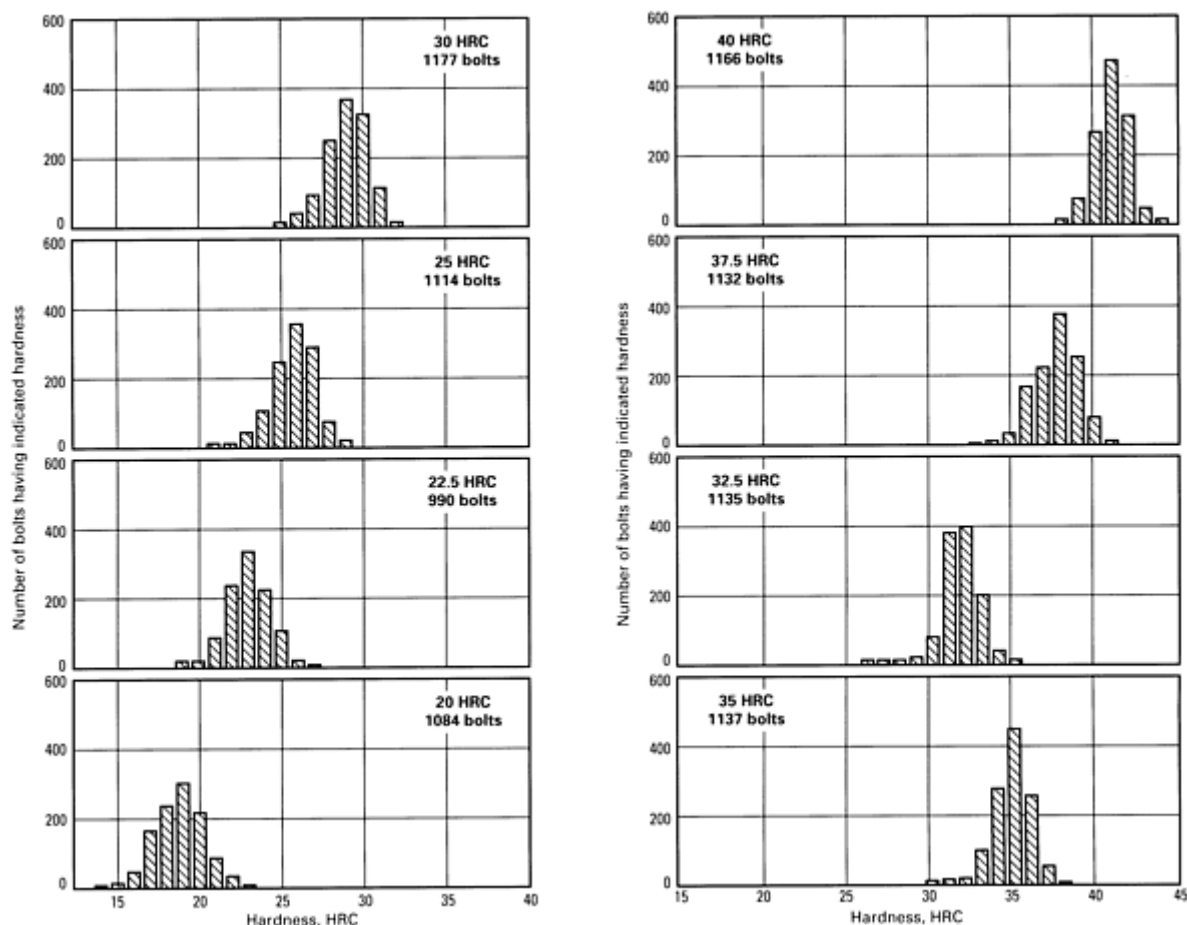 600
400
200
0
30 HRC
1177 bolts
600
400
200
0
25 HRC
1114 bolts
600
400
200
0
22.5 HRC
990 bolts
600
400
200
0
20 HRC
1084 bolts
15 20 25 30 35 40
Hardness, HRC
Number of bolts having indicated hardness
600
400
200
0
40 HRC
1166 bolts
600
400
200
0
37.5 HRC
1132 bolts
600
400
200
0
32.5 HRC
1135 bolts
600
400
200
0
35 HRC
1137 bolts
15 20 25 30 35 40 45
Hardness, HRC
Number of bolts having indicated hardness